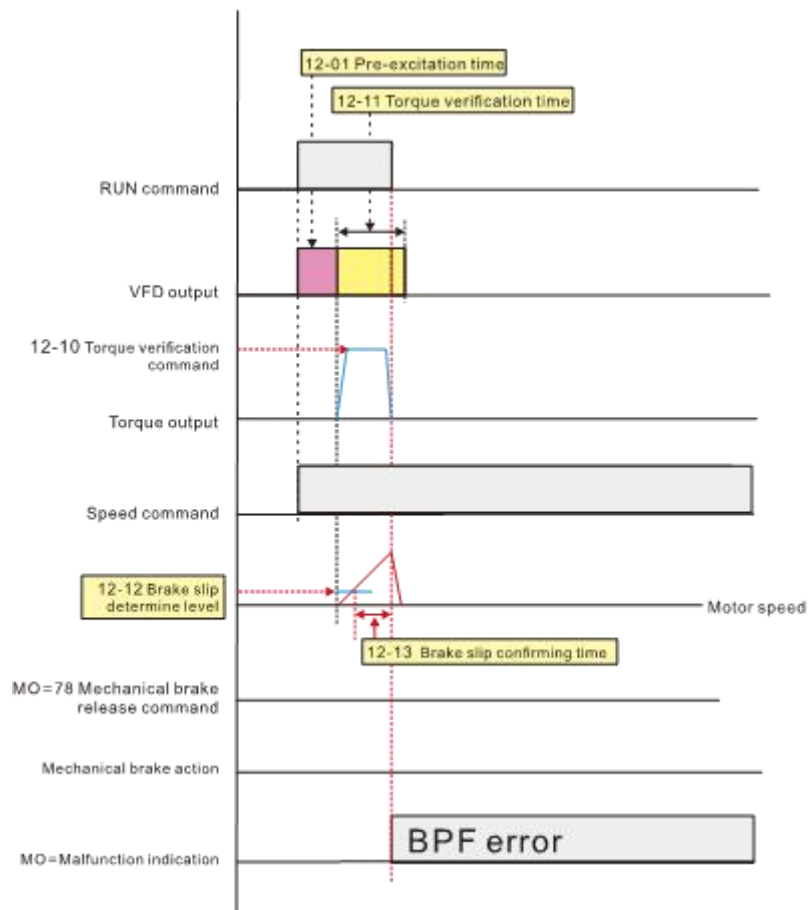 12-01 Pre-excitation time
12-11 Torque verification time
RUN command
VFD output
12-10 Torque verification
command
Torque output
Speed command
12-12 Brake slip
determine level
Motor speed
12-13 Brake slip confirming time
MO=78 Mechanical brake
release command
Mechanical brake action
BPF error
MO=Malfunction indication